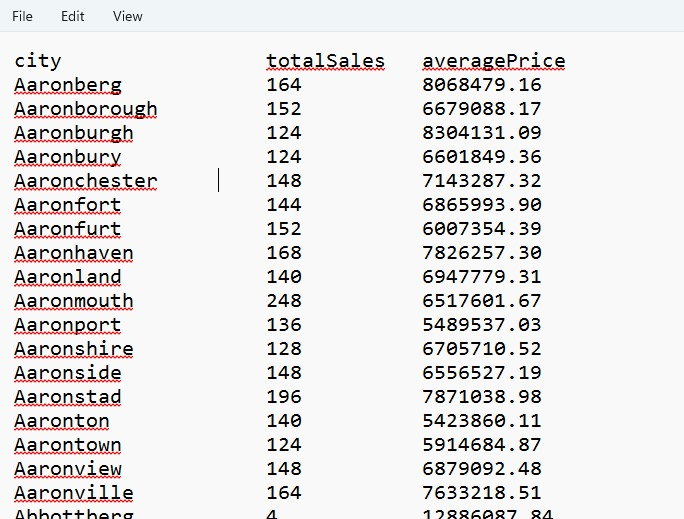 File Edit View
city totalSales averagePrice
Aaronberg 164 8068479.16
Aaronborough 152 6679088.17
Aaronburgh 124 8304131.09
Aaronbury 124 6601849.36
Aaronchester 148 7143287.32
Aaronfort 144 6865993.90
Aaronfurt 152 6007354.39
Aaronhaven 168 7826257.30
Aaronland 140 6947779.31
Aaronmouth 248 6517601.67
Aaronport 136 5489537.03
Aaronshire 128 6705710.52
Aaronside 148 6556527.19
Aaronstad 196 7871038.98
Aaronton 140 5423860.11
Aarontown 124 5914684.87
Aaronview 148 6879092.48
Aaronville 164 7633218.51
Abbottberg 4 12886087.84